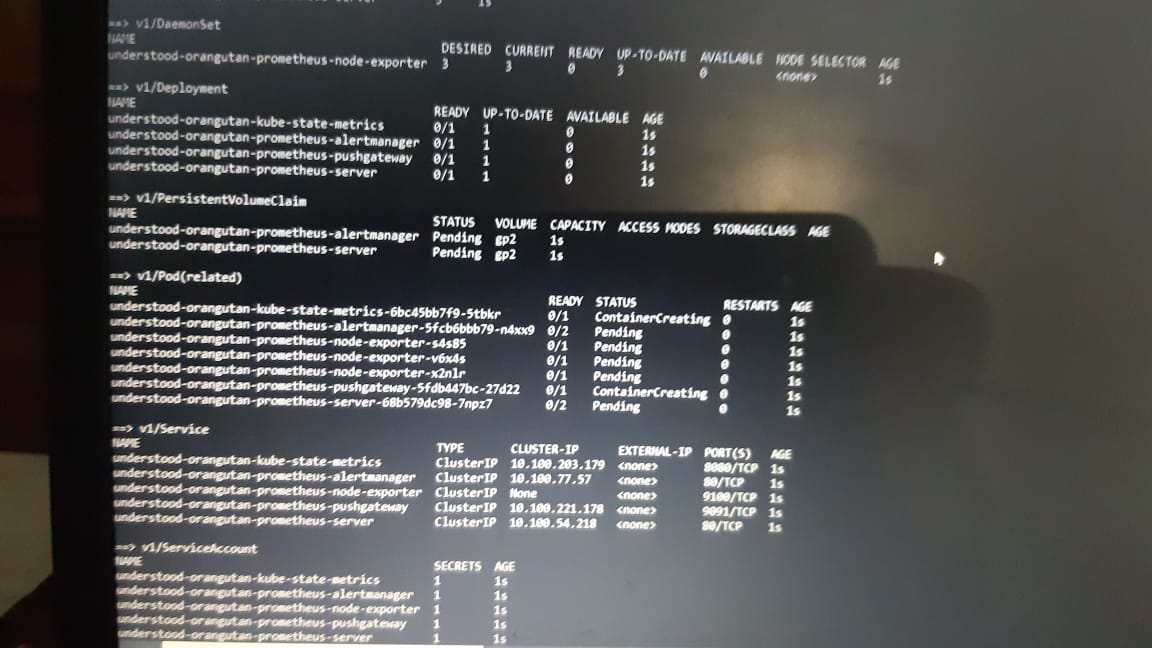 1s
==> v1/DaemonSet
NAME DESIRED CURRENT READY UP-TO-DATE AVAILABLE NODE SELECTOR AGE
understood-orangutan-prometheus-node-exporter 3 3 0 3 0 <none> 1s
==> v1/Deployment
NAME READY UP-TO-DATE AVAILABLE AGE
understood-orangutan-kube-state-metrics 0/1 1 0 1s
understood-orangutan-prometheus-alertmanager 0/1 1 0 1s
understood-orangutan-prometheus-pushgateway 0/1 1 0 1s
understood-orangutan-prometheus-server 0/1 1 0 1s
==> v1/PersistentVolumeClaim
NAME STATUS VOLUME CAPACITY ACCESS MODES STORAGECLASS AGE
understood-orangutan-prometheus-alertmanager Pending gp2 1s
understood-orangutan-prometheus-server Pending gp2 1s
==> v1/Pod(related)
NAME READY STATUS RESTARTS AGE
understood-orangutan-kube-state-metrics-6bc45bb7f9-5tbkr 0/1 ContainerCreating 0 1s
understood-orangutan-prometheus-alertmanager-5fcb6bbb79-n4xx9 0/2 Pending 0 1s
understood-orangutan-prometheus-node-exporter-s4s85 0/1 Pending 0 1s
understood-orangutan-prometheus-node-exporter-v6x4s 0/1 Pending 0 1s
understood-orangutan-prometheus-node-exporter-x2nlr 0/1 Pending 0 1s
understood-orangutan-prometheus-pushgateway-5fdb447bc-27d22 0/1 ContainerCreating 0 1s
understood-orangutan-prometheus-server-68b579dc98-7npz7 0/2 Pending 0 1s
==> v1/Service
NAME TYPE CLUSTER-IP EXTERNAL-IP PORT(S) AGE
understood-orangutan-kube-state-metrics ClusterIP 10.100.203.179 <none> 8080/TCP 1s
understood-orangutan-prometheus-alertmanager ClusterIP 10.100.77.57 <none> 80/TCP 1s
understood-orangutan-prometheus-node-exporter ClusterIP None <none> 9100/TCP 1s
understood-orangutan-prometheus-pushgateway ClusterIP 10.100.221.178 <none> 9091/TCP 1s
understood-orangutan-prometheus-server ClusterIP 10.100.54.218 <none> 80/TCP 1s
==> v1/ServiceAccount
NAME SECRETS AGE
understood-orangutan-kube-state-metrics 1 1s
understood-orangutan-prometheus-alertmanager 1 1s
understood-orangutan-prometheus-node-exporter 1 1s
understood-orangutan-prometheus-pushgateway 1 1s
understood-orangutan-prometheus-server 1 1s